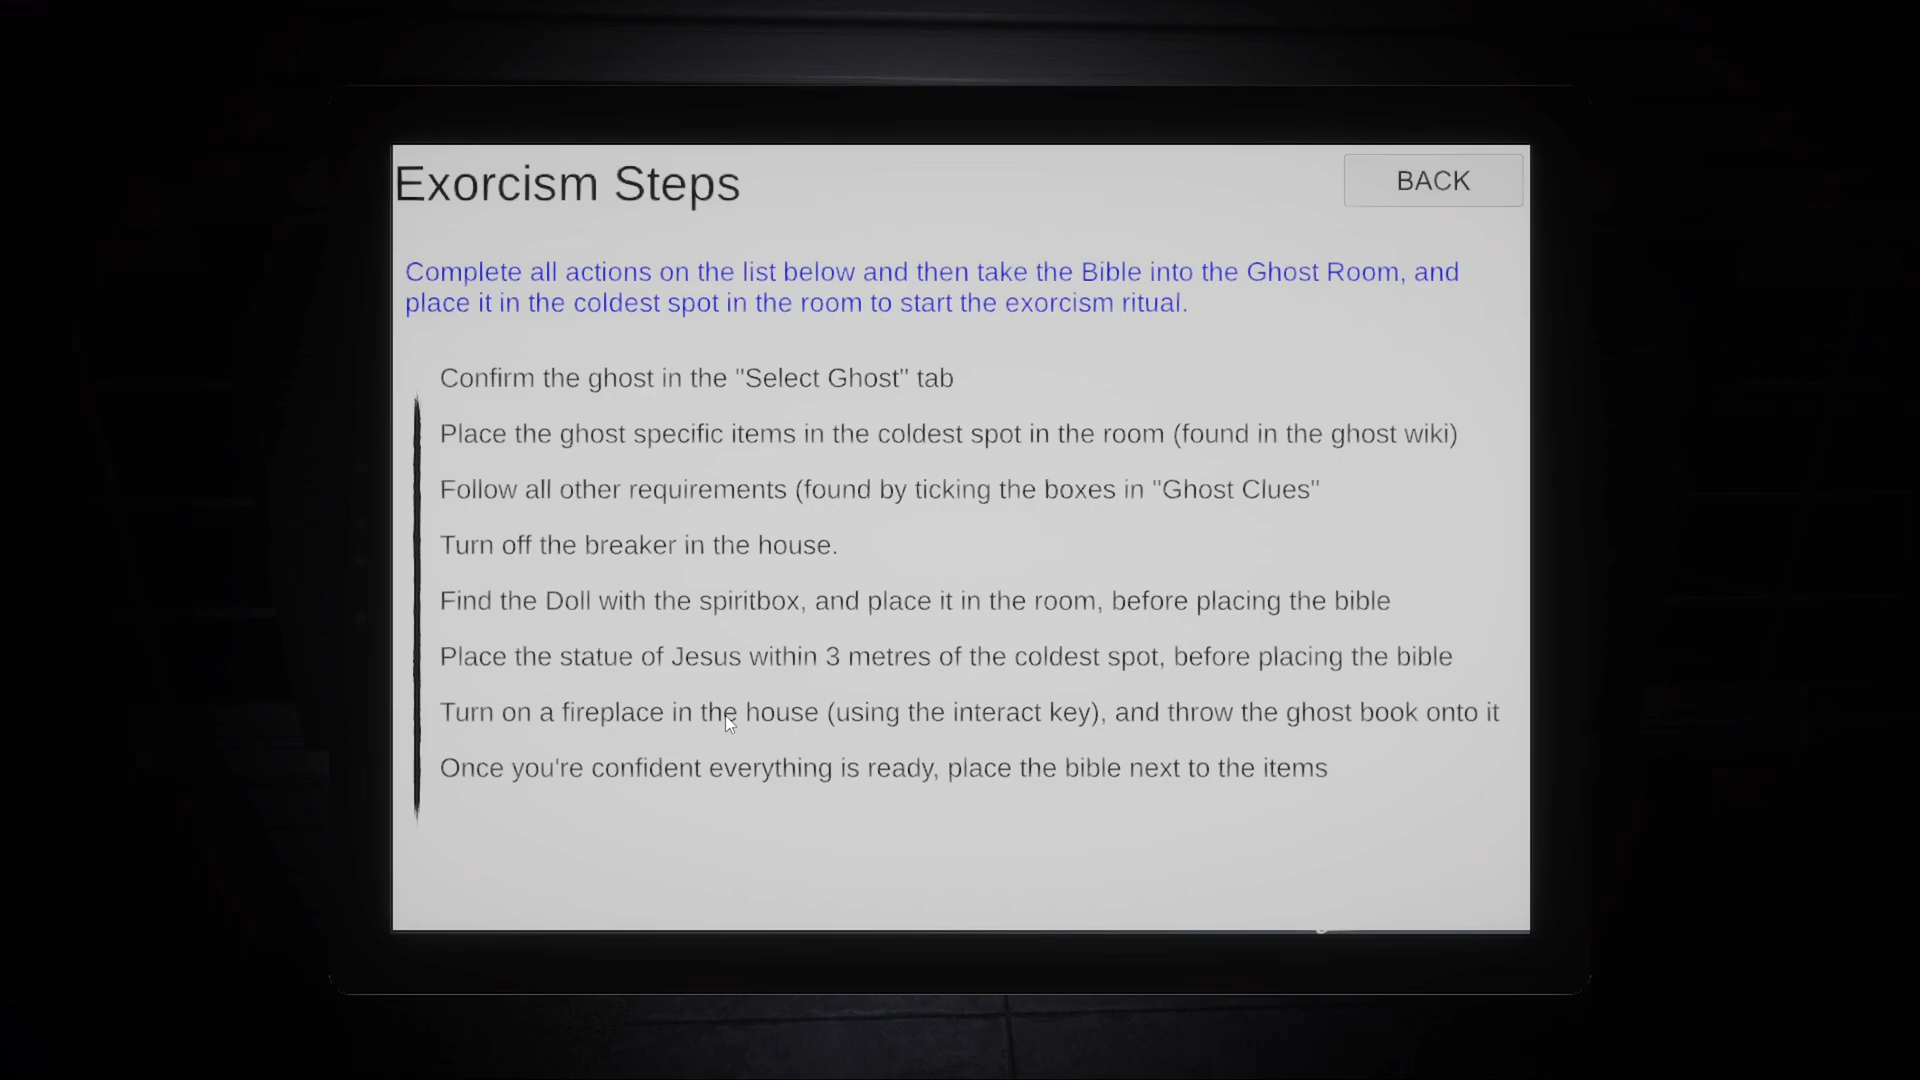 Exorcism Steps
BACK
Complete all actions on the list below and then take the Bible into the Ghost Room, and
place it in the coldest spot in the room to start the exorcism ritual.
Confirm the ghost in the "Select Ghost" tab
Place the ghost specific items in the coldest spot in the room (found in the ghost wiki)
Follow all other requirements (found by ticking the boxes in "Ghost Clues"
Turn off the breaker in the house.
Find the Doll with the spiritbox, and place it in the room, before placing the bible
Place the statue of Jesus within 3 metres of the coldest spot, before placing the bible
Turn on a fireplace in the house (using the interact key), and throw the ghost book onto it
Once you're confident everything is ready, place the bible next to the items